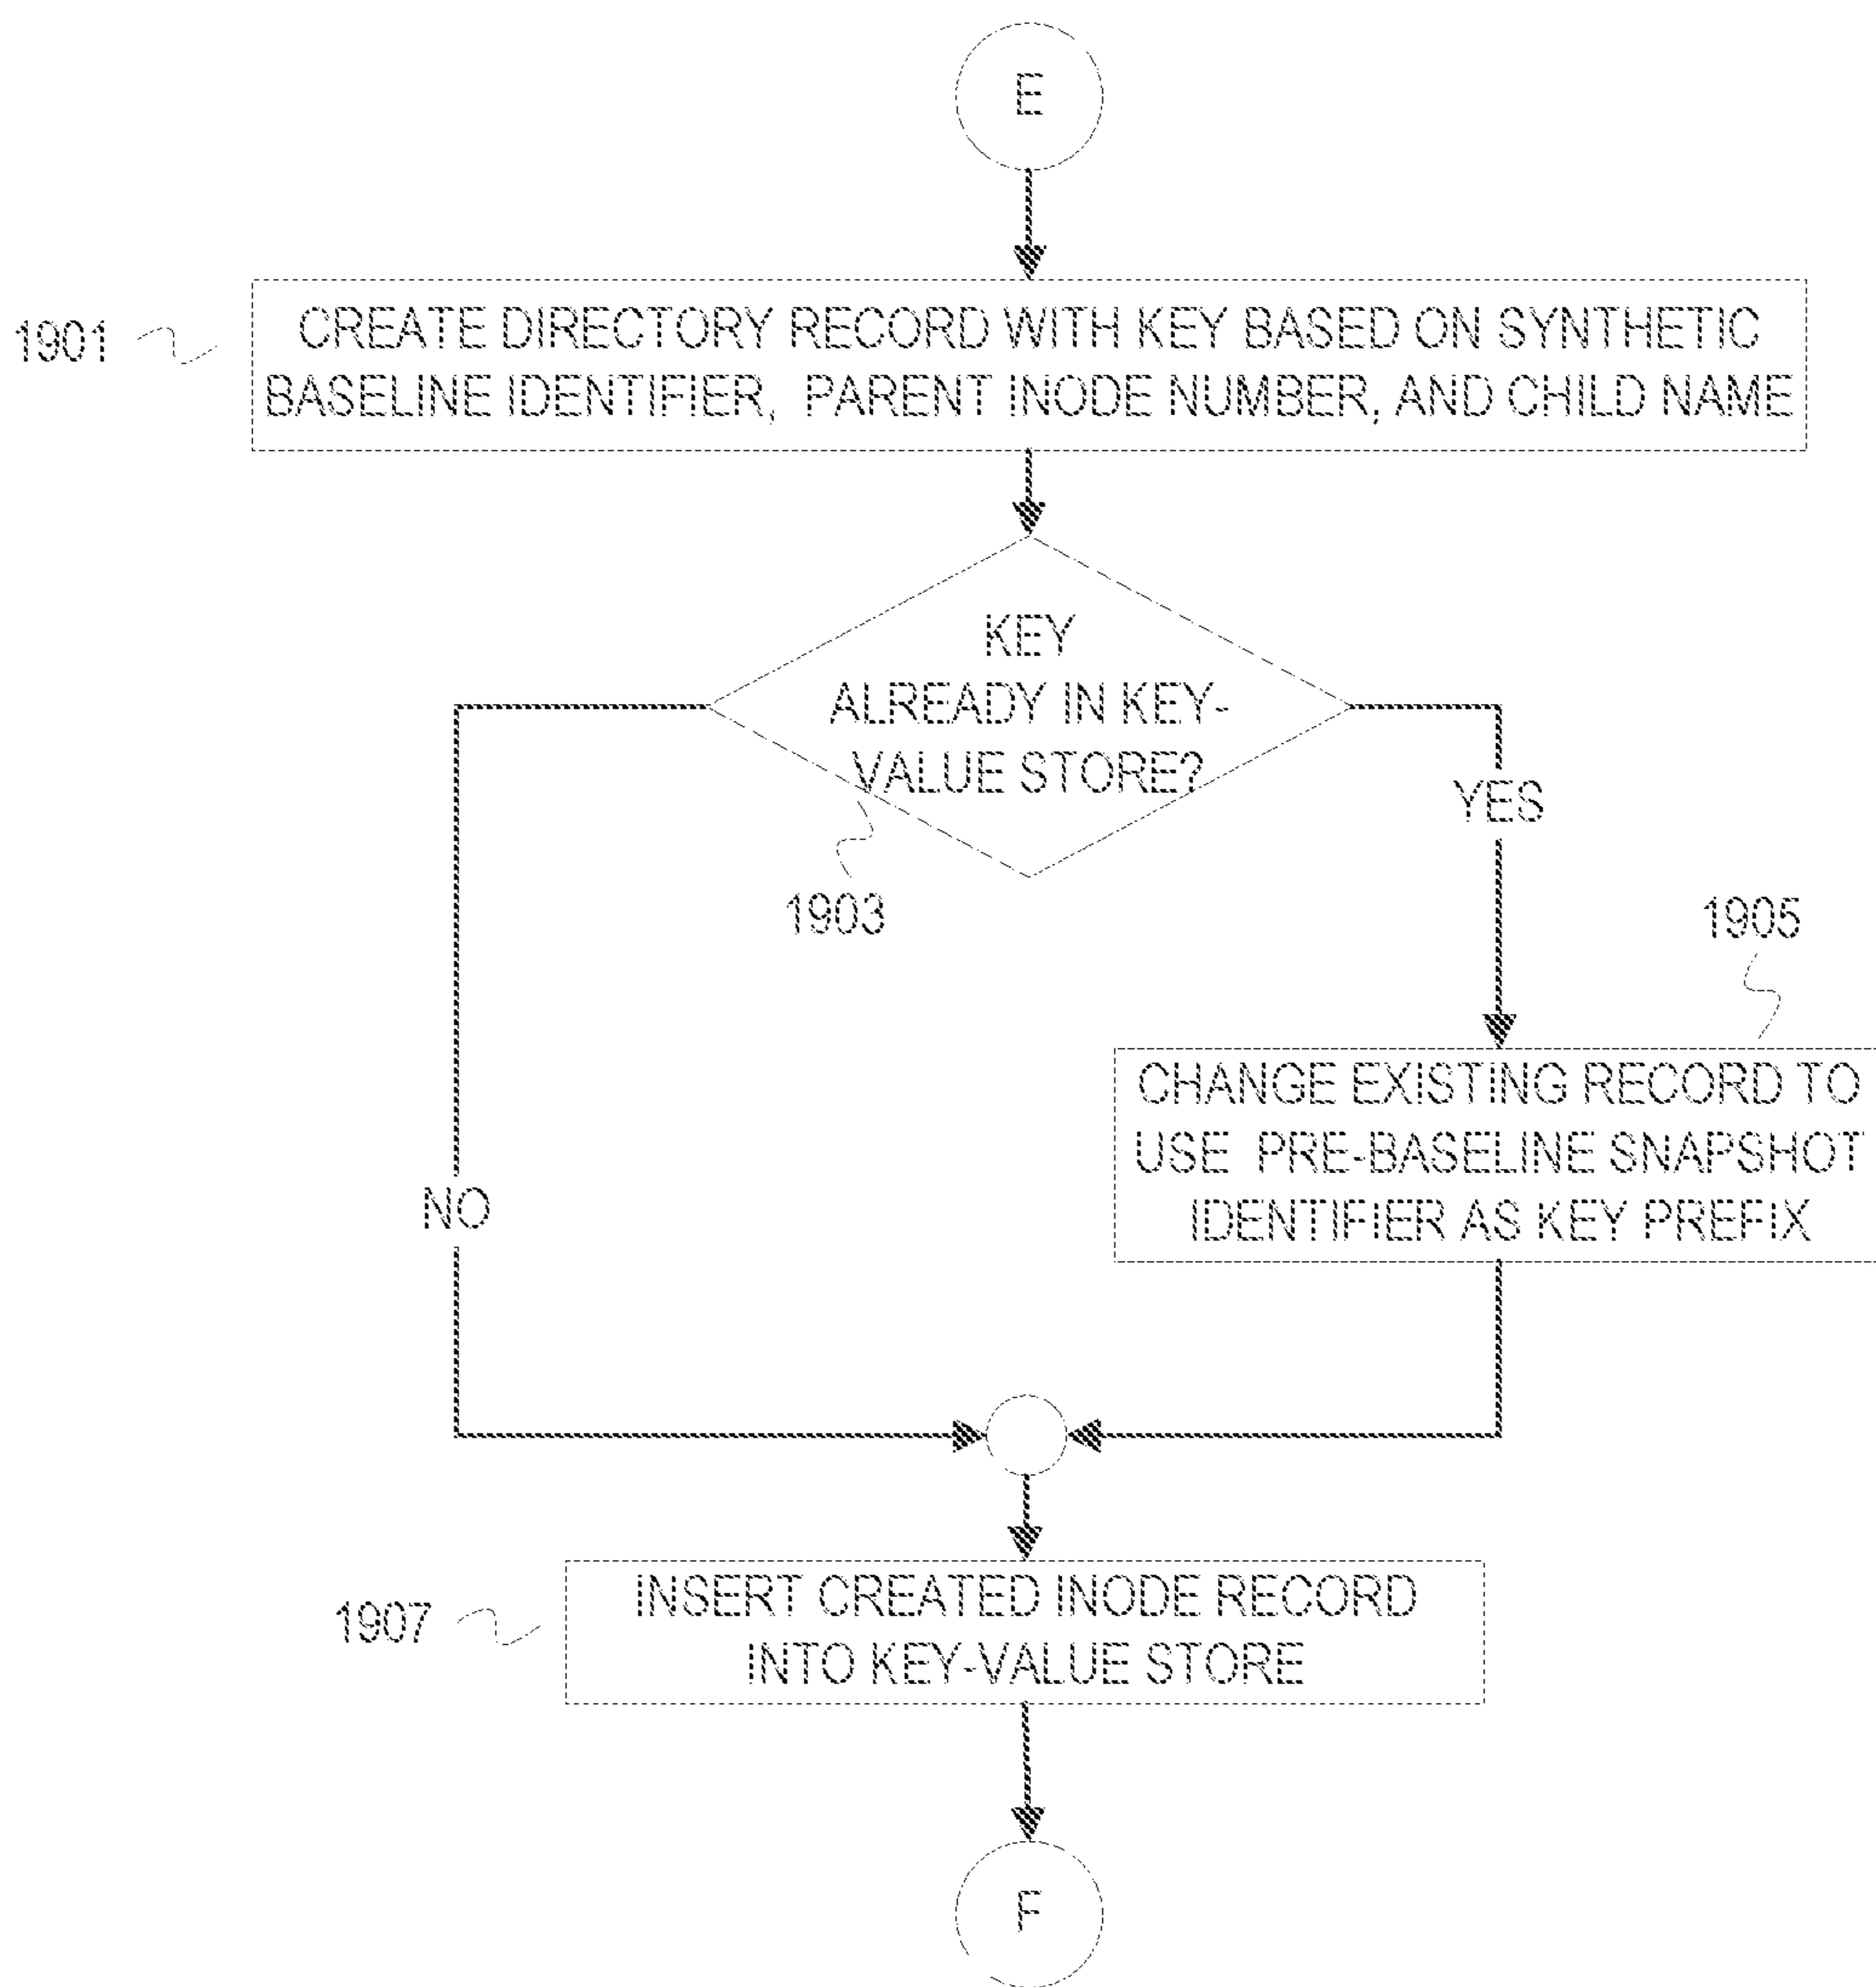 E
1901
CREATE DIRECTORY RECORD WITH KEY BASED ON SYNTHETIC
BASELINE IDENTIFIER, PARENT INODE NUMBER, AND CHILD NAME
KEY
ALREADY IN KEY-
VALUE STORE?
YES
1903
1905
CHANGE EXISTING RECORD TO
USE PRE-BASELINE SNAPSHOT
IDENTIFIER AS KEY PREFIX
NO
1907
INSERT CREATED INODE RECORD
INTO KEY-VALUE STORE
F